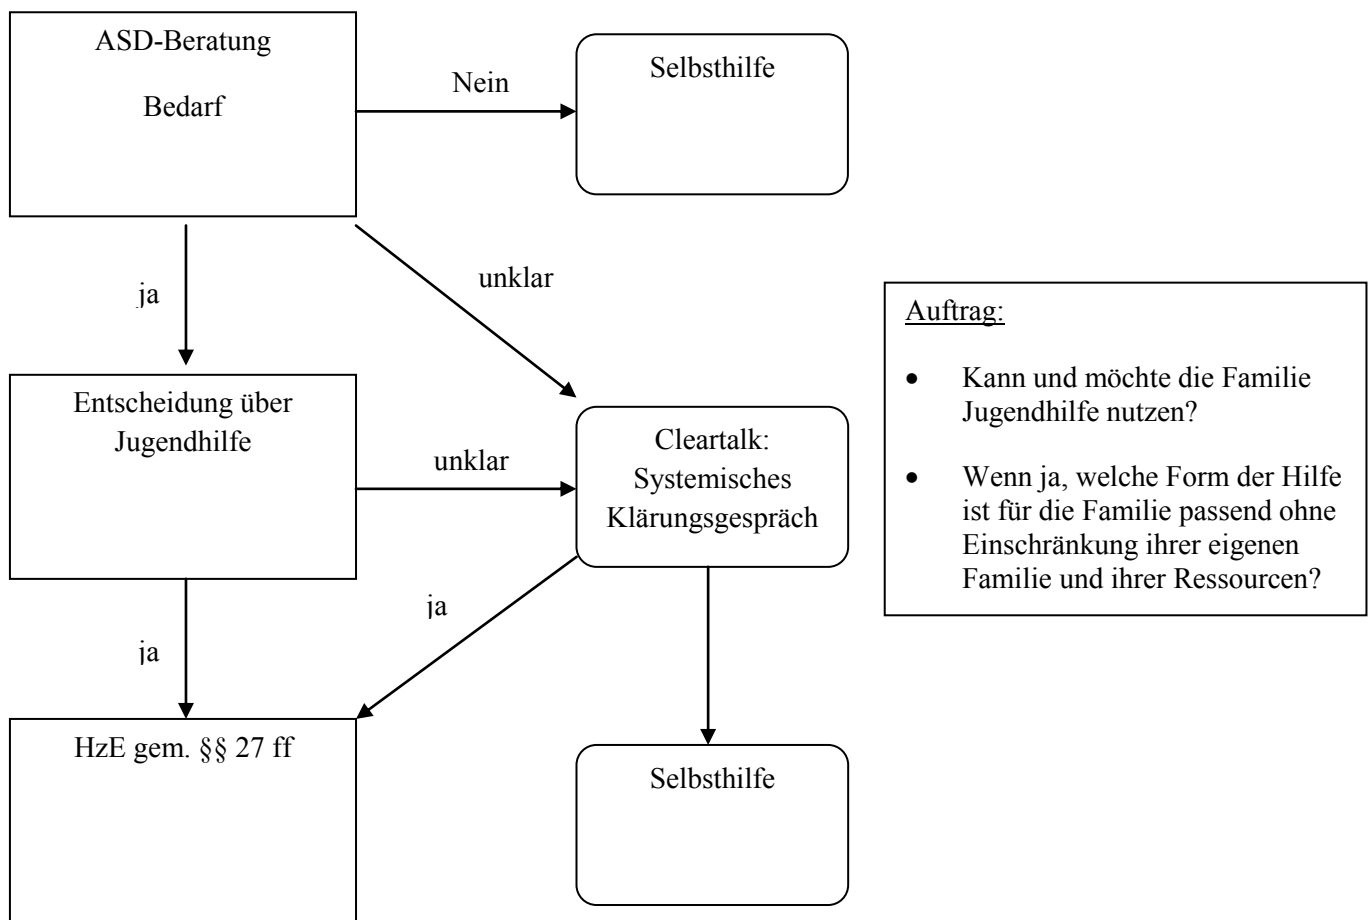 ASD-Beratung
Bedarf
Nein
Selbsthilfe
ja
unklar
Auftrag:
• Kann und möchte die Familie
Jugendhilfe nutzen?
• Wenn ja, welche Form der Hilfe
ist für die Familie passend ohne
Einschränkung ihrer eigenen
Familie und ihrer Ressourcen?
Entscheidung über
Jugendhilfe
unklar
Cleartalk:
Systemisches
Klärungsgespräch
ja
ja
HzE gem. §§ 27 ff
Selbsthilfe